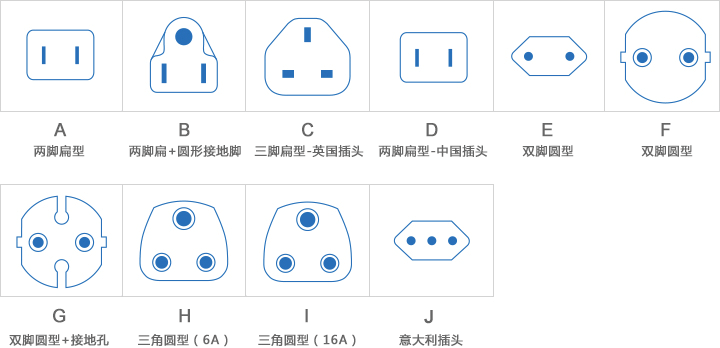 A B C D E F
两脚扁型 两脚扁+圆形接地脚 三脚扁型-英国插头 两脚扁型-中国插头 双脚圆型 双脚圆型
G H I J
双脚圆型+接地孔 三角圆型(6A) 三角圆型(16A) 意大利插头